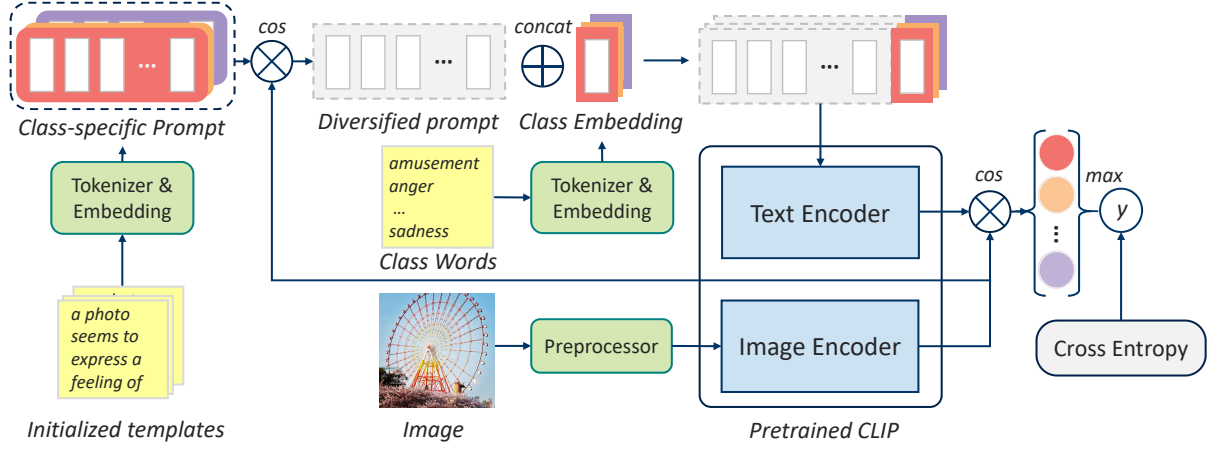 cos
concat
...
...
...
Class-specific Prompt
Diversified prompt
Class Embedding
Tokenizer &
Embedding
amusement
anger
...
sadness
Class Words
Tokenizer &
Embedding
Text Encoder
cos
max
y
...
a photo
seems to
express a
feeling of
Initialized templates
Image
Preprocessor
Image Encoder
Pretrained CLIP
Cross Entropy